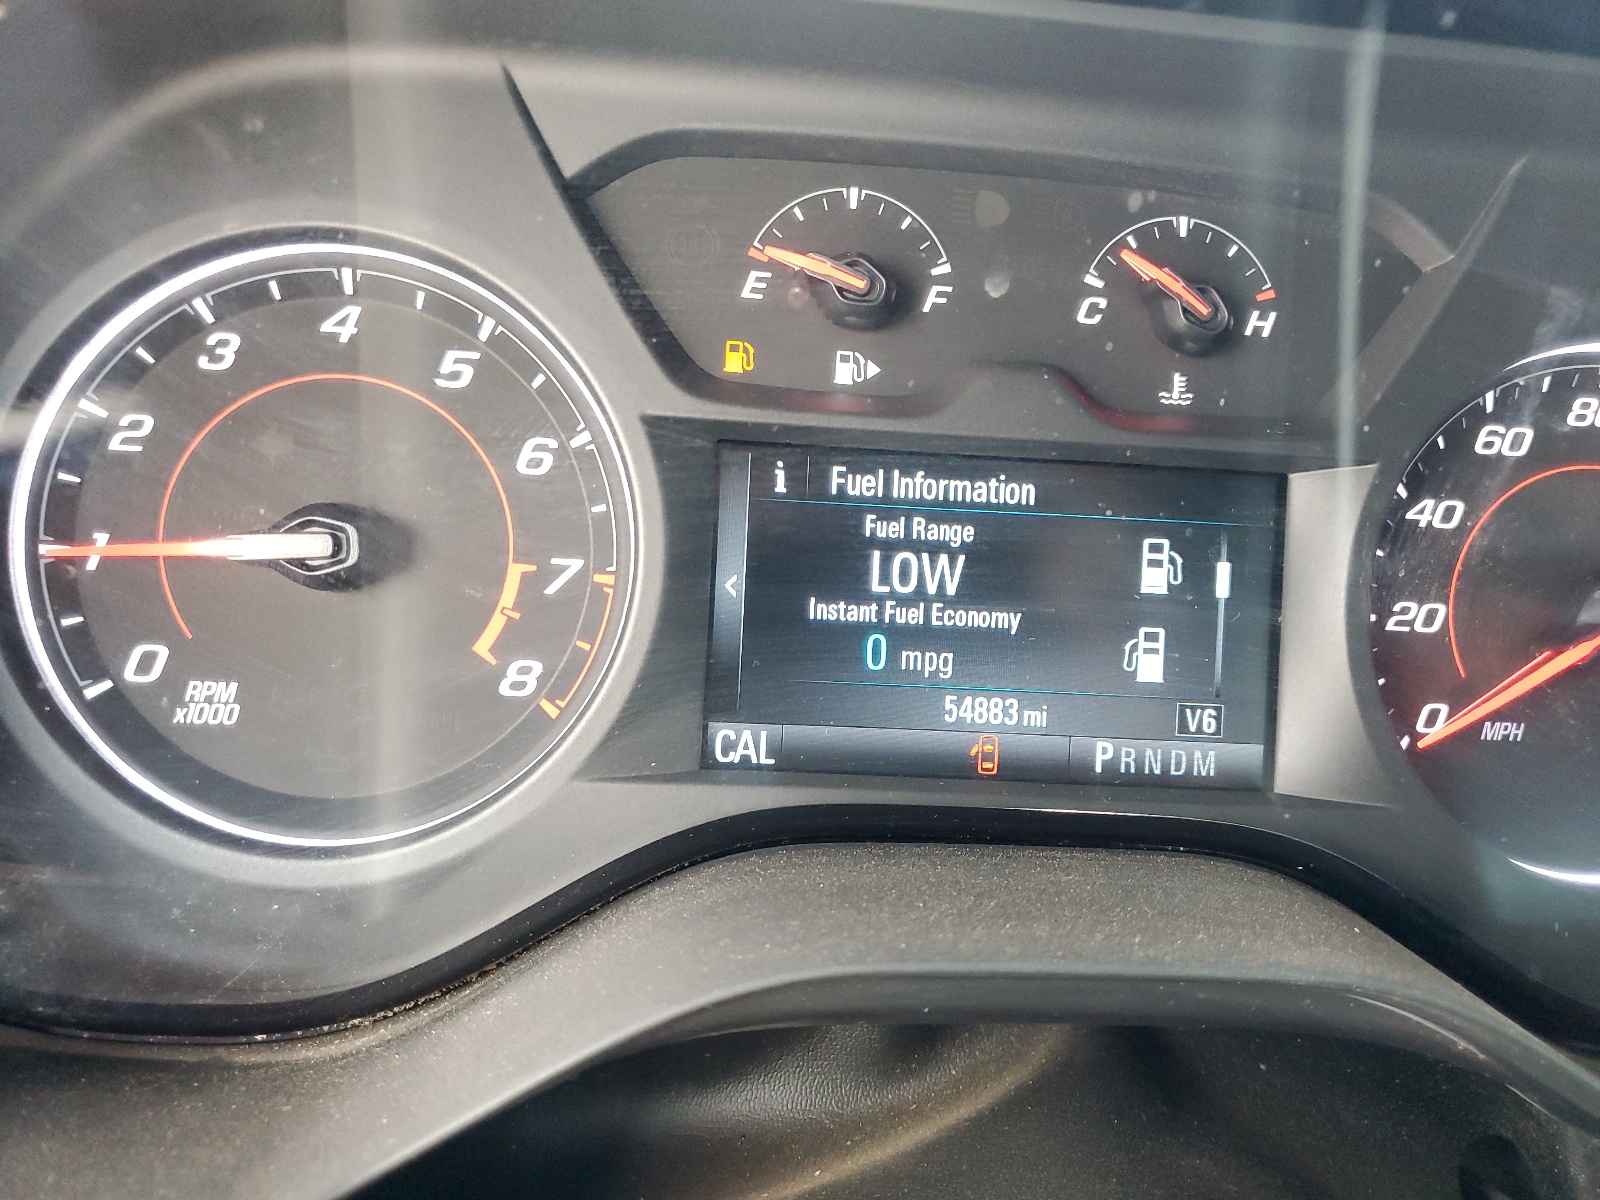 E
F
C
H
0
1
2
3
4
5
6
7
8
RPM
x1000
i Fuel Information
Fuel Range
LOW
Instant Fuel Economy
0 mpg
54883 mi V6
CAL
PRNDM
0
20
40
60
MPH